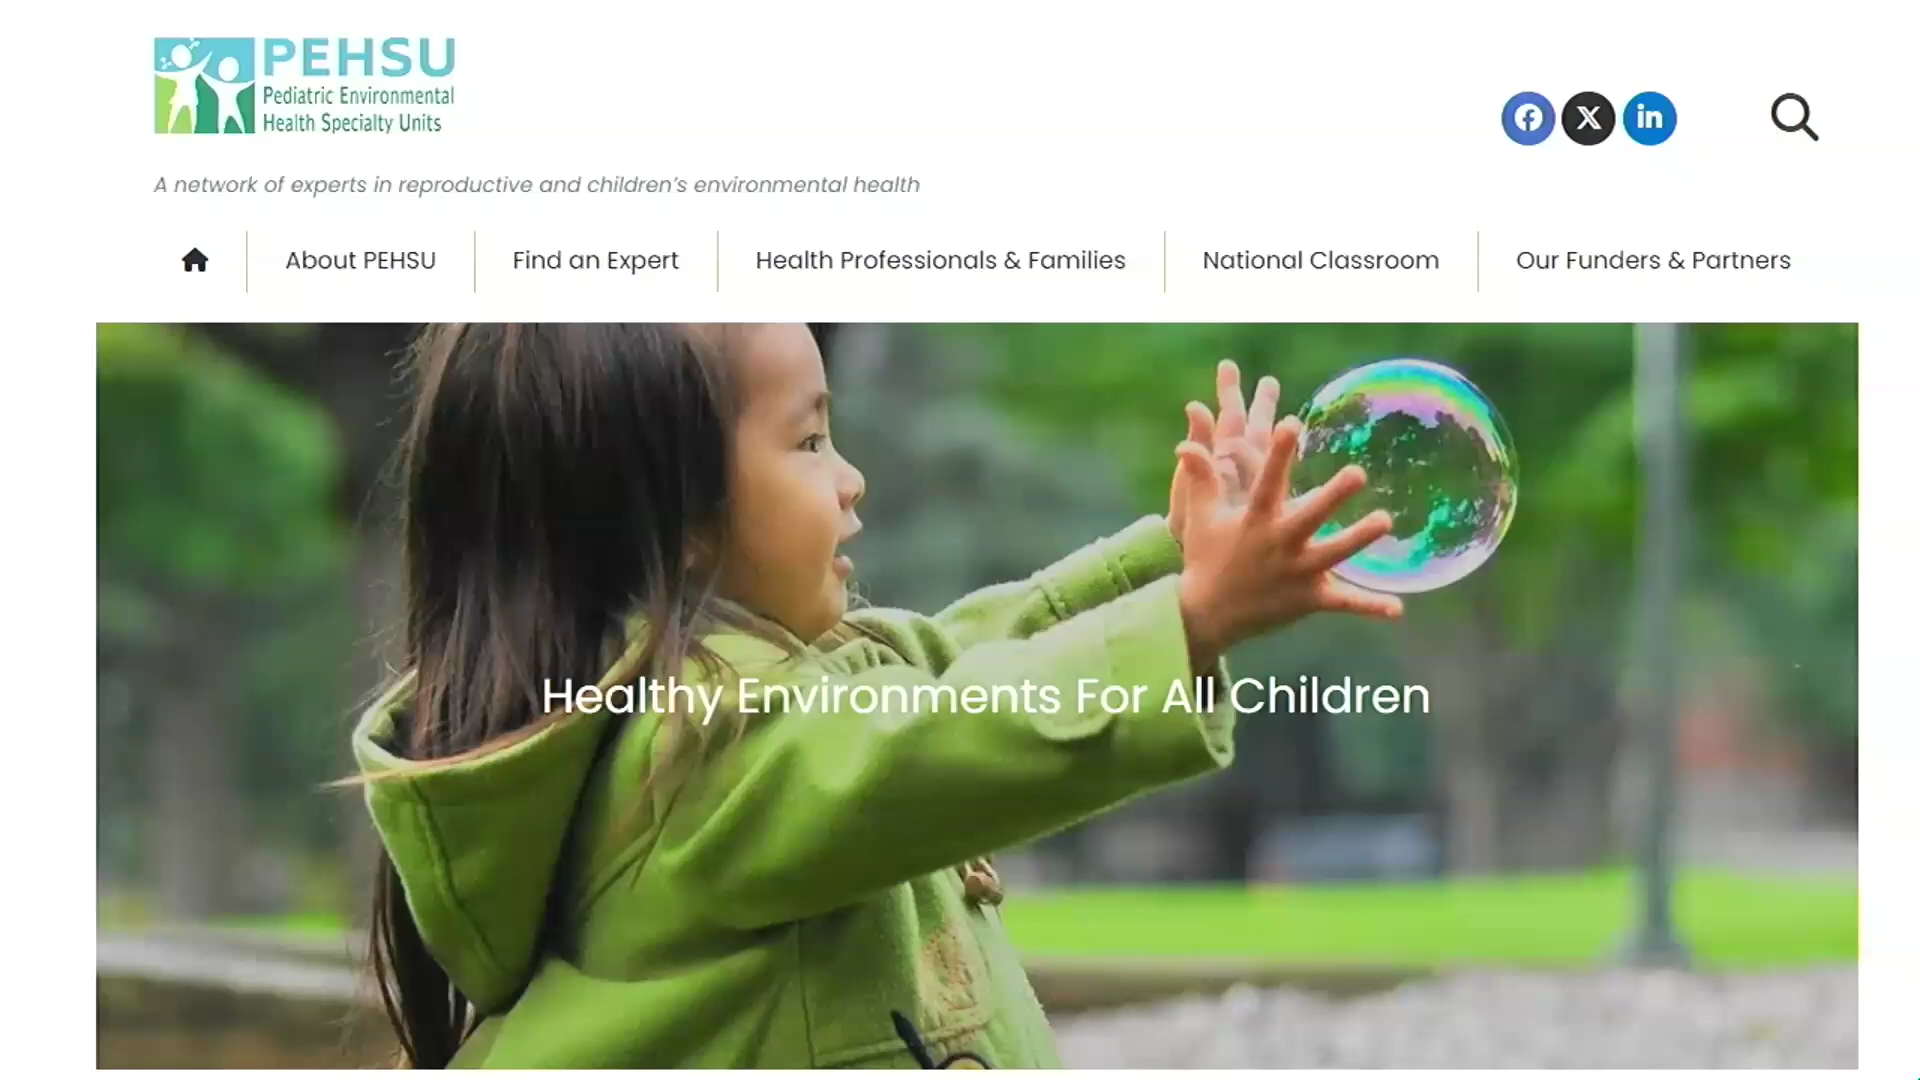 PEHSU
Pediatric Environmental
Health Specialty Units
A network of experts in reproductive and children's environmental health
About PEHSU
Find an Expert
Health Professionals & Families
National Classroom
Our Funders & Partners
Healthy Environments For All Children